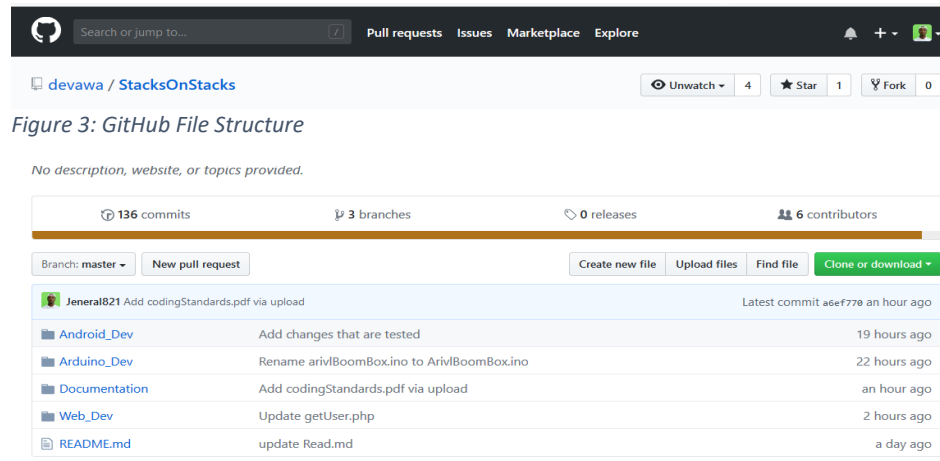 Search or jump to... / Pull requests Issues Marketplace Explore
devawa / StacksOnStacks Unwatch 4 Star 1 Fork 0
Figure 3: GitHub File Structure
No description, website, or topics provided.
136 commits 3 branches 0 releases 6 contributors
Branch: master New pull request Create new file Upload files Find file Clone or download
Jeneral821 Add codingStandards.pdf via upload Latest commit a6ef770 an hour ago
Android_Dev Add changes that are tested 19 hours ago
Arduino_Dev Rename arivlBoomBox.ino to ArivlBoomBox.ino 22 hours ago
Documentation Add codingStandards.pdf via upload an hour ago
Web_Dev Update getUser.php 2 hours ago
README.md update Read.md a day ago